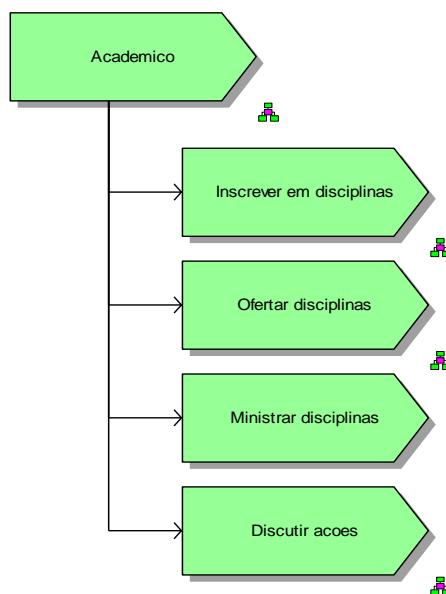 Academico
Inscrever em disciplinas
Ofertar disciplinas
Ministrar disciplinas
Discutir acoes